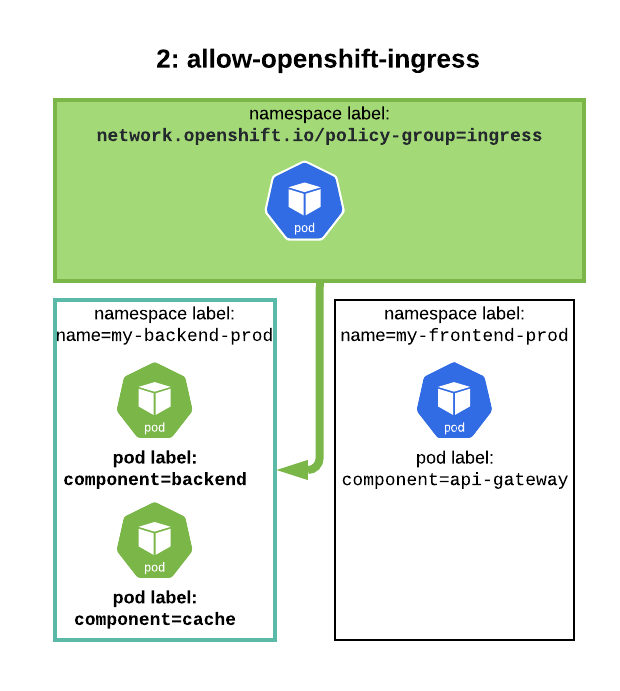 2: allow-openshift-ingress
namespace label:
network.openshift.io/policy-group=ingress
pod
namespace label:
name=my-backend-prod
pod
pod label:
component=backend
pod
pod label:
component=cache
namespace label:
name=my-frontend-prod
pod
pod label:
component=api-gateway